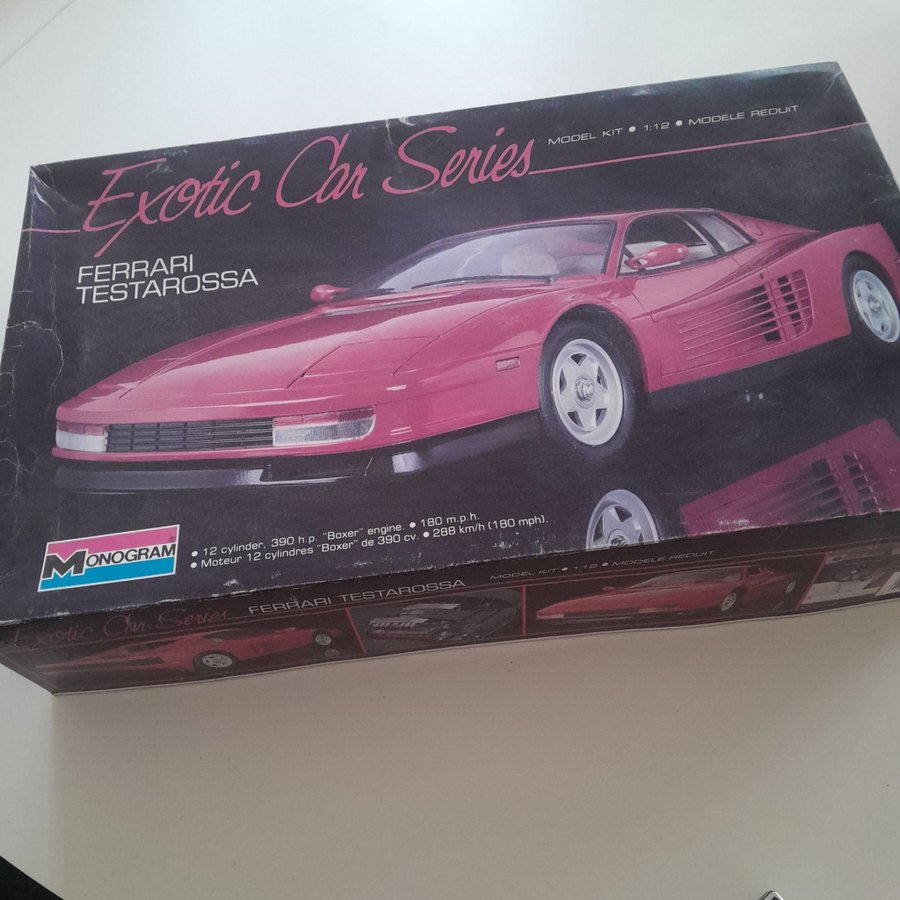 Exotic Car Series
MODEL KIT • 1:12 • MODELE REDUIT
FERRARI
TESTAROSSA
MONOGRAM®
• 12 cylinder, 390 h.p. "Boxer" engine. • 180 m.p.h.
• Moteur 12 cylindres "Boxer" de 390 cv. • 288 km/h (180 mph).
Exotic Car Series
FERRARI TESTAROSSA
MODEL KIT • 1:12 • MODELE REDUIT